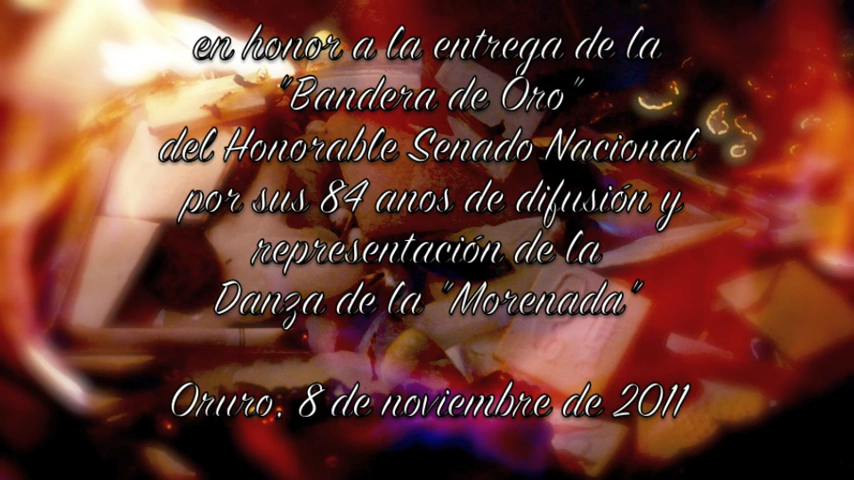 en honor a la entrega de la
"Bandera de Oro"
del Honorable Senado Nacional
por sus 84 anos de difusión y
representación de la
Danza de la "Morenada"
Oruro, 8 de noviembre de 2011